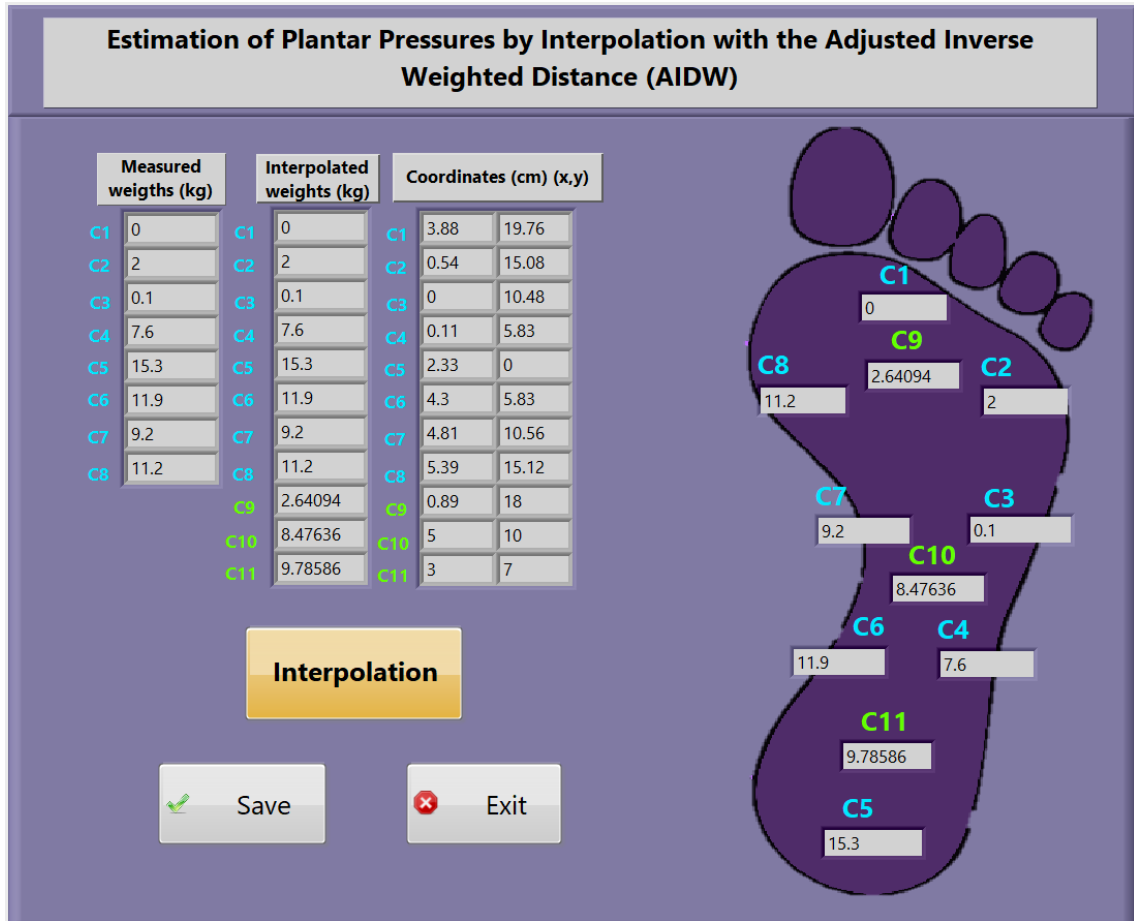 Estimation of Plantar Pressures by Interpolation with the Adjusted Inverse
Weighted Distance (AIDW)
Measured
weigths (kg)
Interpolated
weights (kg)
Coordinates (cm) (x,y)
C1 0 C1 0 C1 3.88 19.76
C2 2 C2 2 C2 0.54 15.08
C3 0.1 C3 0.1 C3 0 10.48
C4 7.6 C4 7.6 C4 0.11 5.83
C5 15.3 C5 15.3 C5 2.33 0
C6 11.9 C6 11.9 C6 4.3 5.83
C7 9.2 C7 9.2 C7 4.81 10.56
C8 11.2 C8 11.2 C8 5.39 15.12
C9 2.64094 C9 0.89 18
C10 8.47636 C10 5 10
C11 9.78586 C11 3 7
Interpolation
Save
Exit
C1
0
C9
2.64094
C8
11.2
C2
2
C7
9.2
C3
0.1
C10
8.47636
C6
11.9
C4
7.6
C11
9.78586
C5
15.3